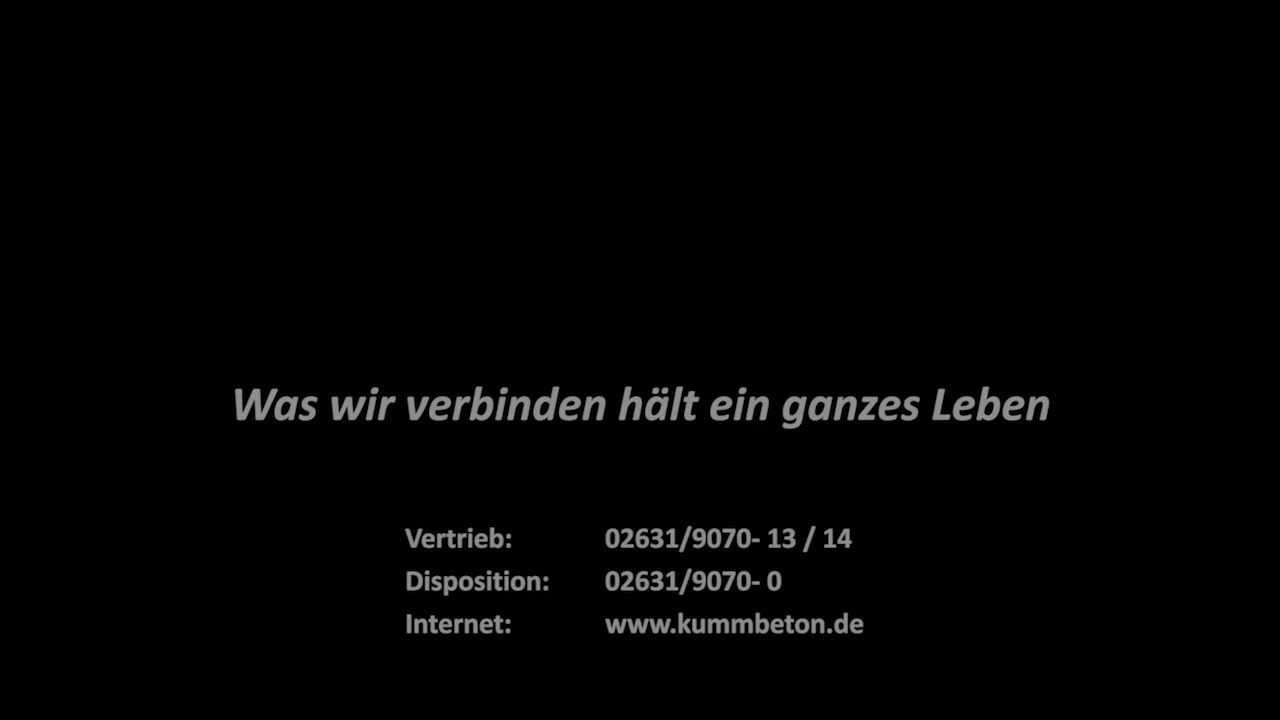 Was wir verbinden hält ein ganzes Leben
Vertrieb: 02631/9070- 13 / 14
Disposition: 02631/9070- 0
Internet: www.kummbeton.de